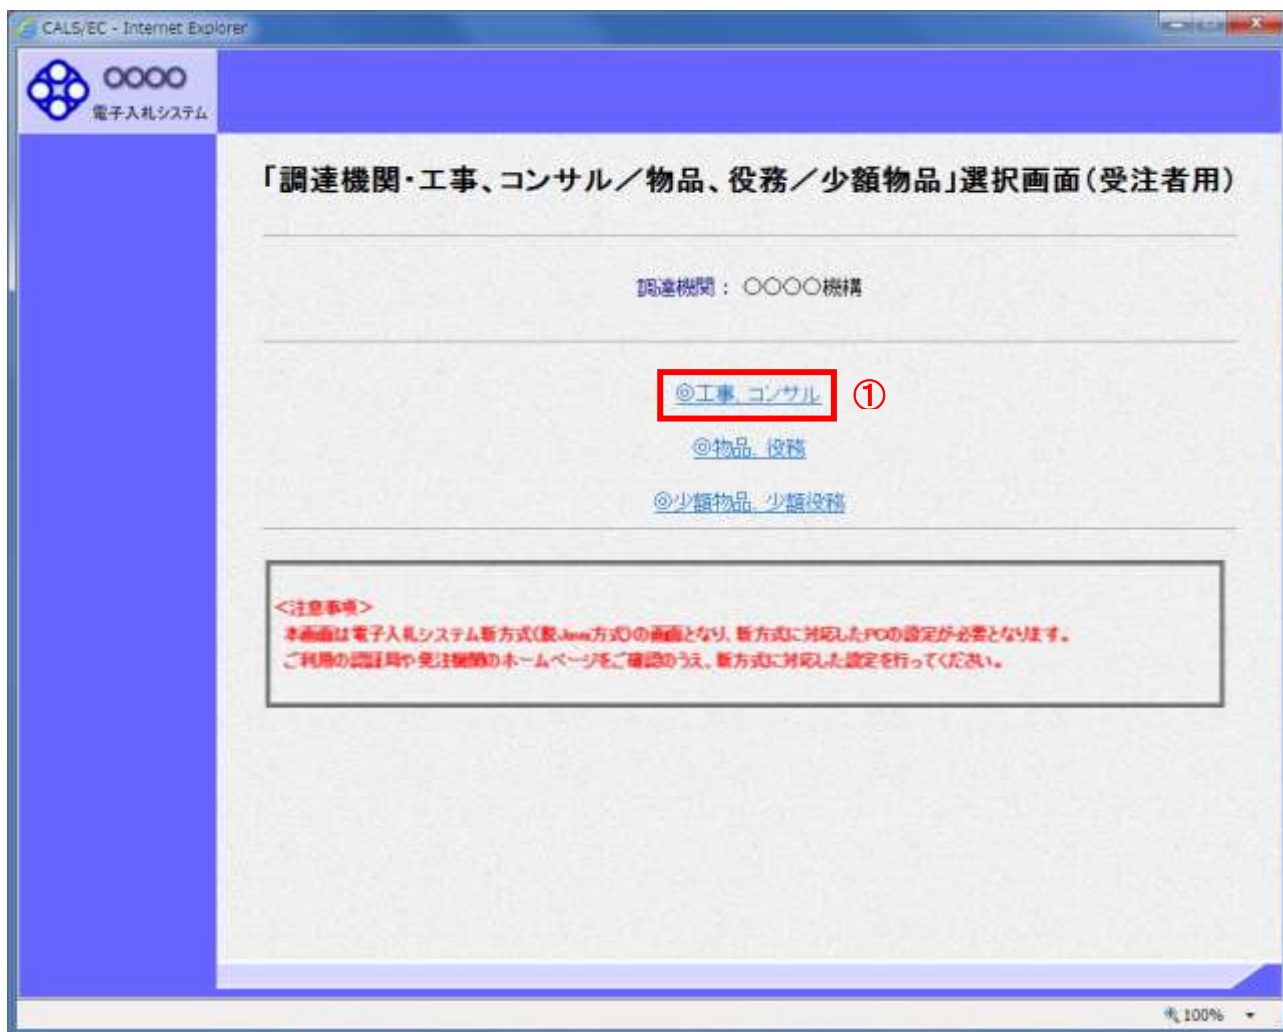 CALS/EC - Internet Explorer
○○○○
電子入札システム
「調達機関・工事、コンサル／物品、役務／少額物品」選択画面（受注者用）
調達機関： ○○○○機構
◎工事、コンサル
①
◎物品、役務
◎少額物品、少額役務
＜注意事項＞
本画面は電子入札システム新方式（脱Java方式）の画面となり、新方式に対応したPCの設定が必要となります。
ご利用の認証局や発注機関のホームページをご確認のうえ、新方式に対応した設定を行ってください。
100%